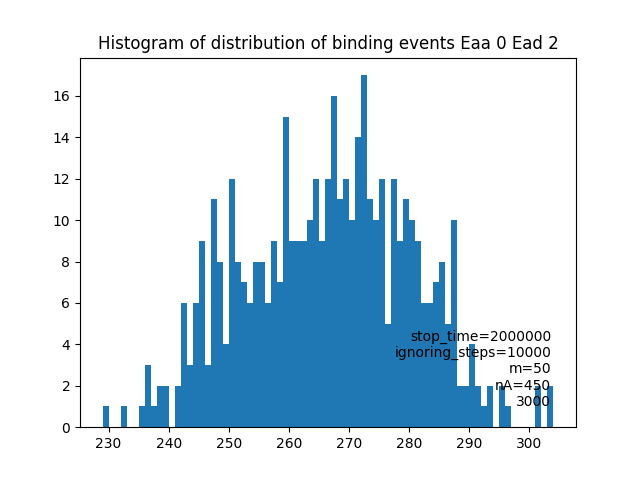 Histogram of distribution of binding events Eaa 0 Ead 2
16
14
12
10
8
6
4
2
0
stop_time=2000000
ignoring_steps=10000
m=50
nA=450
3000
230 240 250 260 270 280 290 300